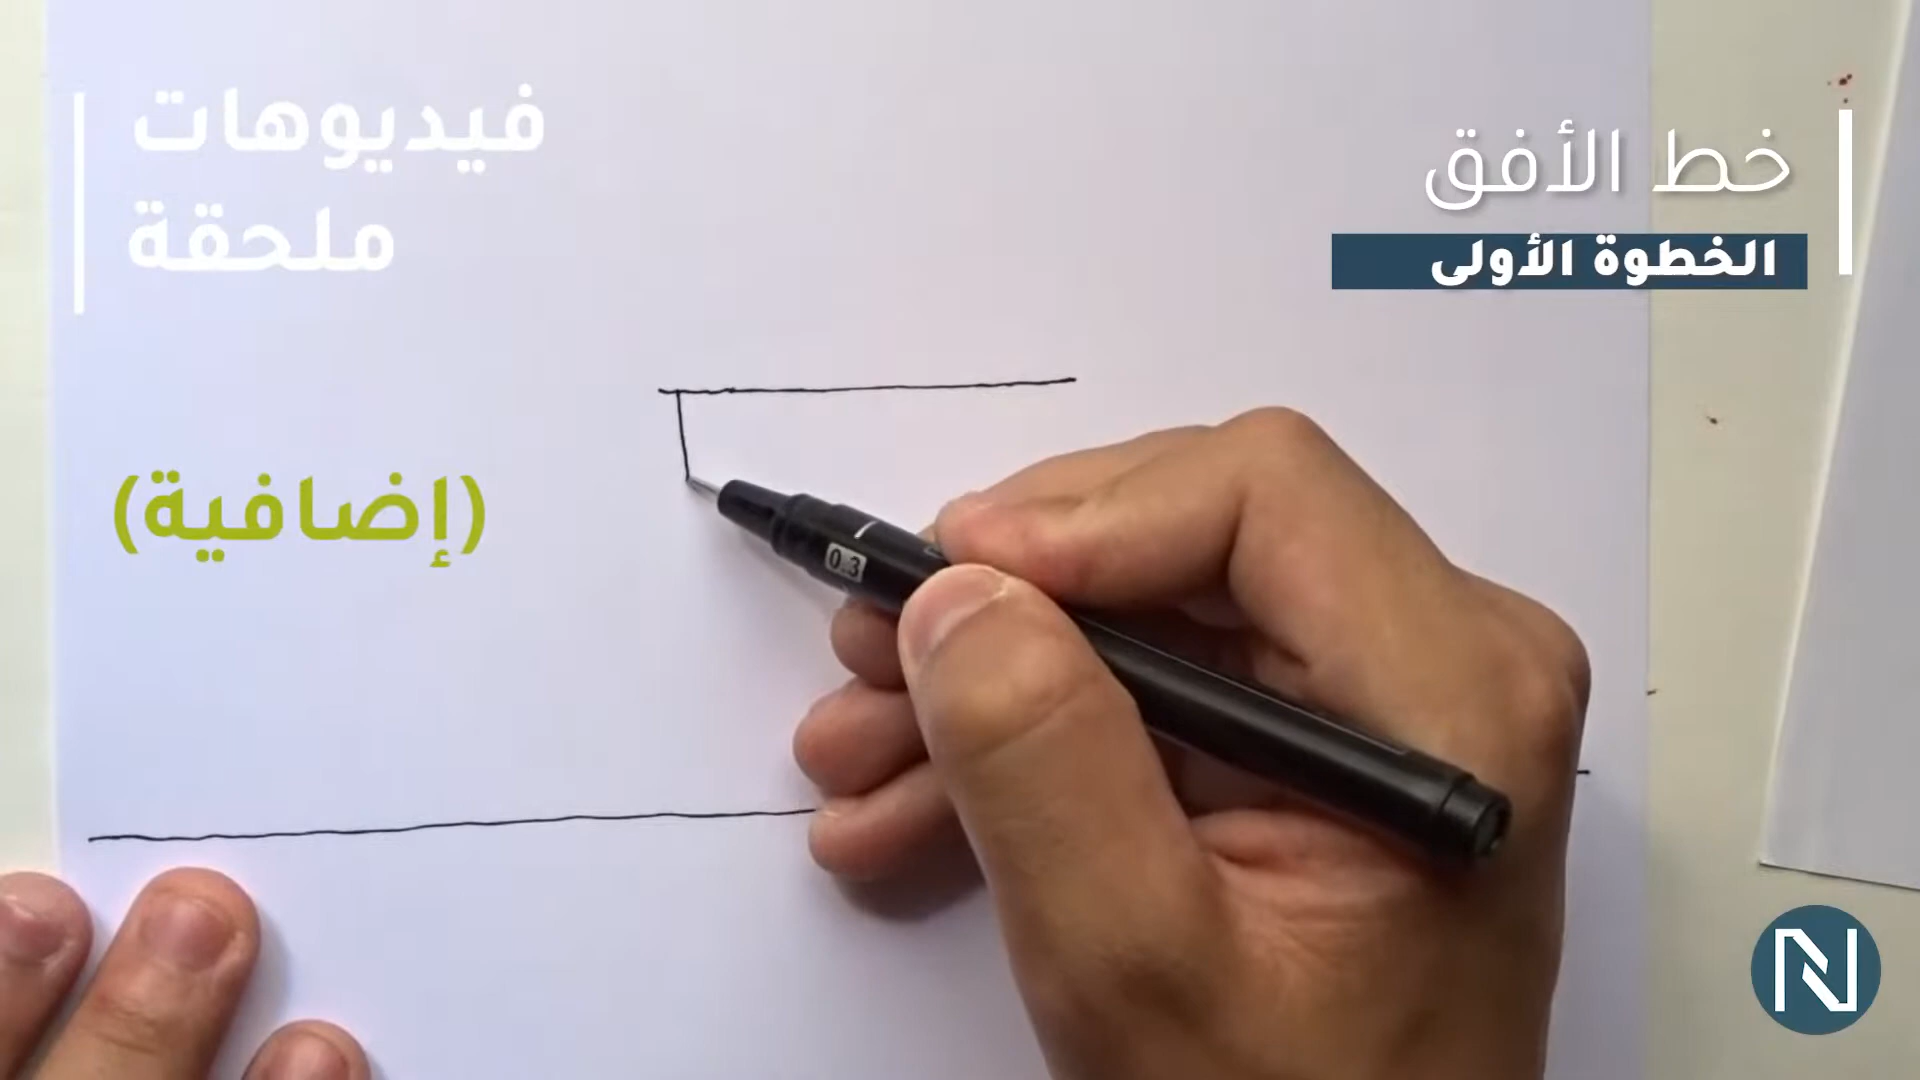 خط الأفق
الخطوة الأولى
فيديوهات
ملحقة
(إضافية)
0.3
N